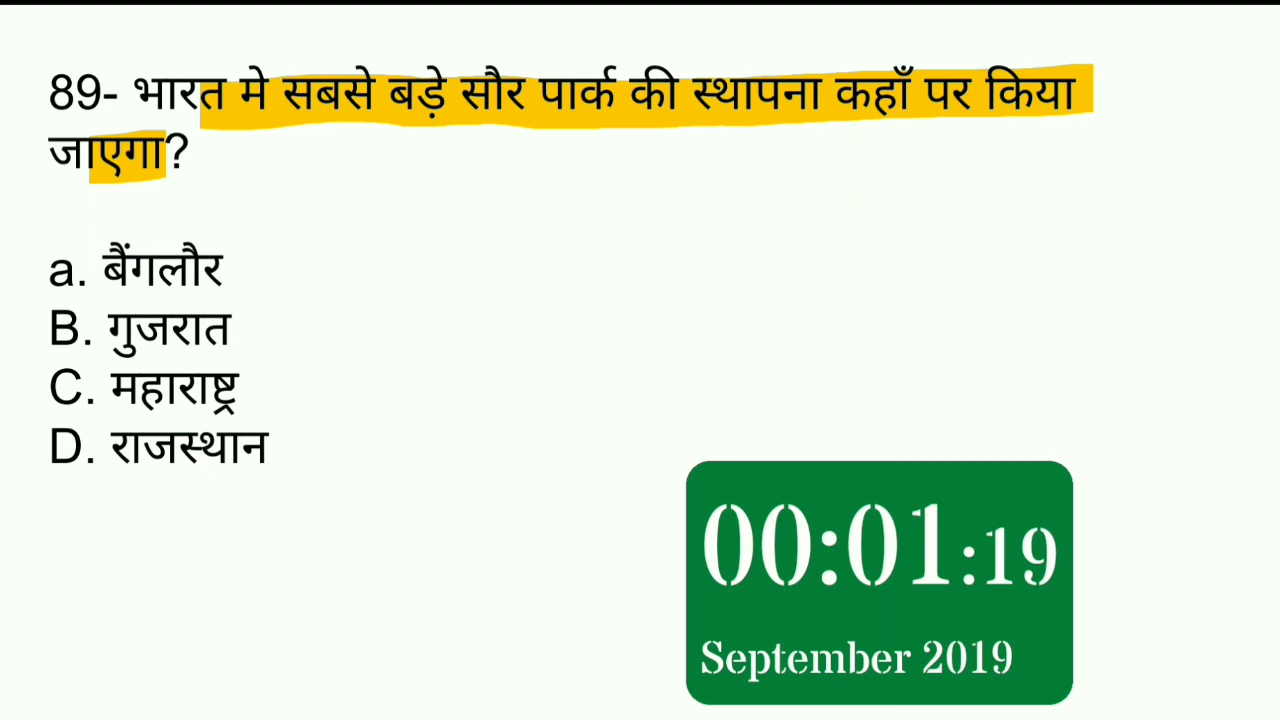 89- भारत मे सबसे बड़े सौर पार्क की स्थापना कहाँ पर किया
जाएगा?
a. बैंगलौर
B. गुजरात
C. महाराष्ट्र
D. राजस्थान
00:01:19
September 2019